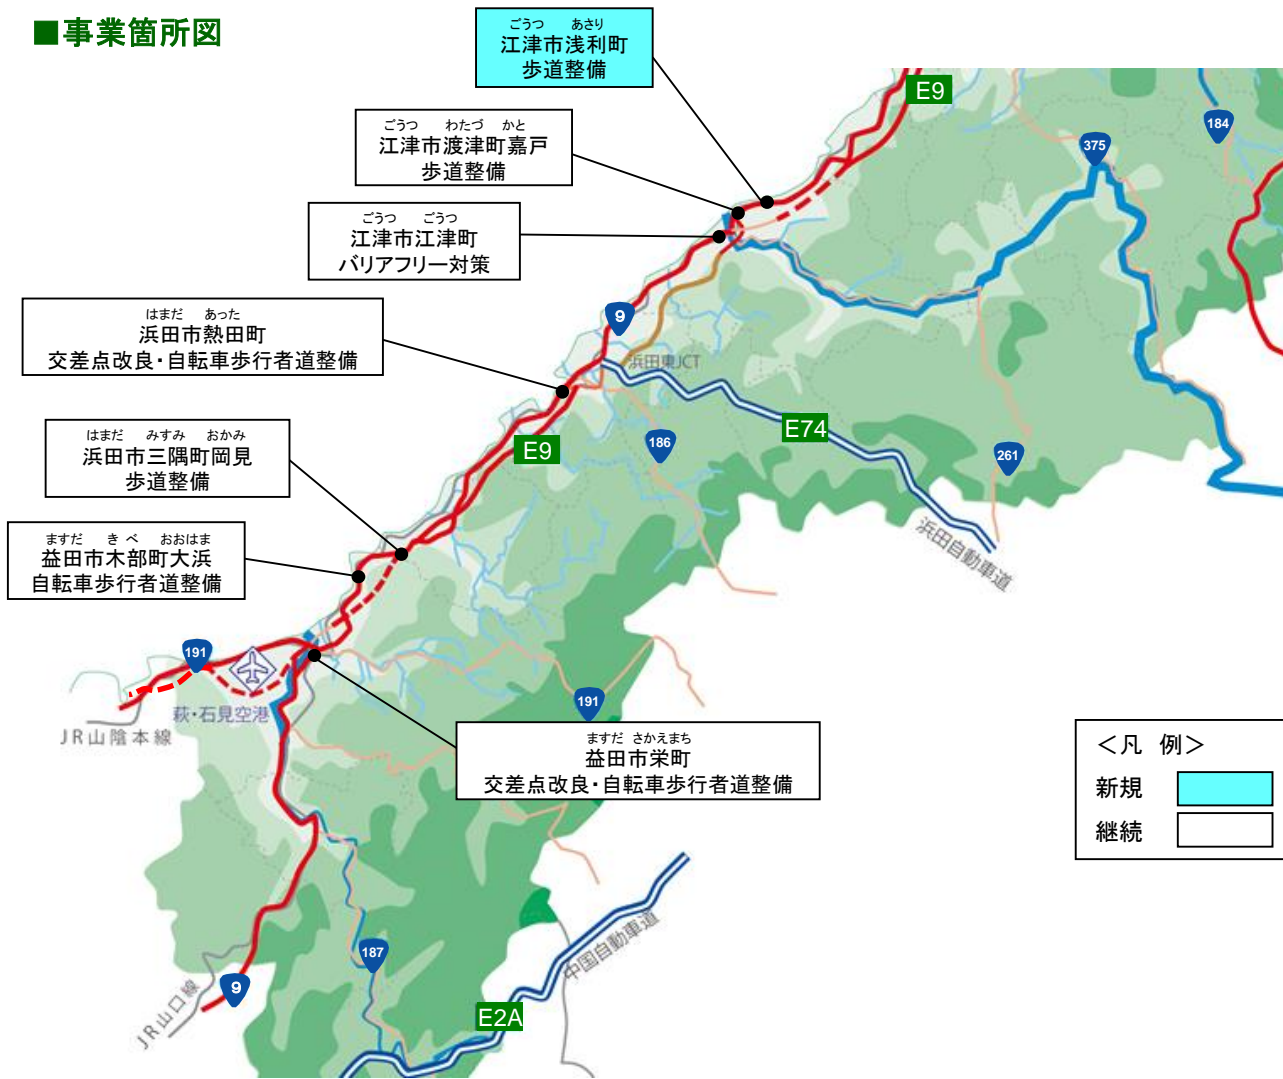 ■事業箇所図
ごうつ あさり
江津市浅利町
歩道整備
ごうつ わたづ かと
江津市渡津町嘉戸
歩道整備
ごうつ ごうつ
江津市江津町
バリアフリー対策
はまだ あった
浜田市熱田町
交差点改良・自転車歩行者道整備
はまだ みすみ おかみ
浜田市三隅町岡見
歩道整備
ますだ きべ おおはま
益田市木部町大浜
自転車歩行者道整備
ますだ さかえまち
益田市栄町
交差点改良・自転車歩行者道整備
E9
184
375
9
浜田東JCT
E74
186
E9
261
浜田自動車道
191
萩・石見空港
JR山陰本線
191
<凡 例>
新規
継続
中国自動車道
187
9
JR山口線
E2A